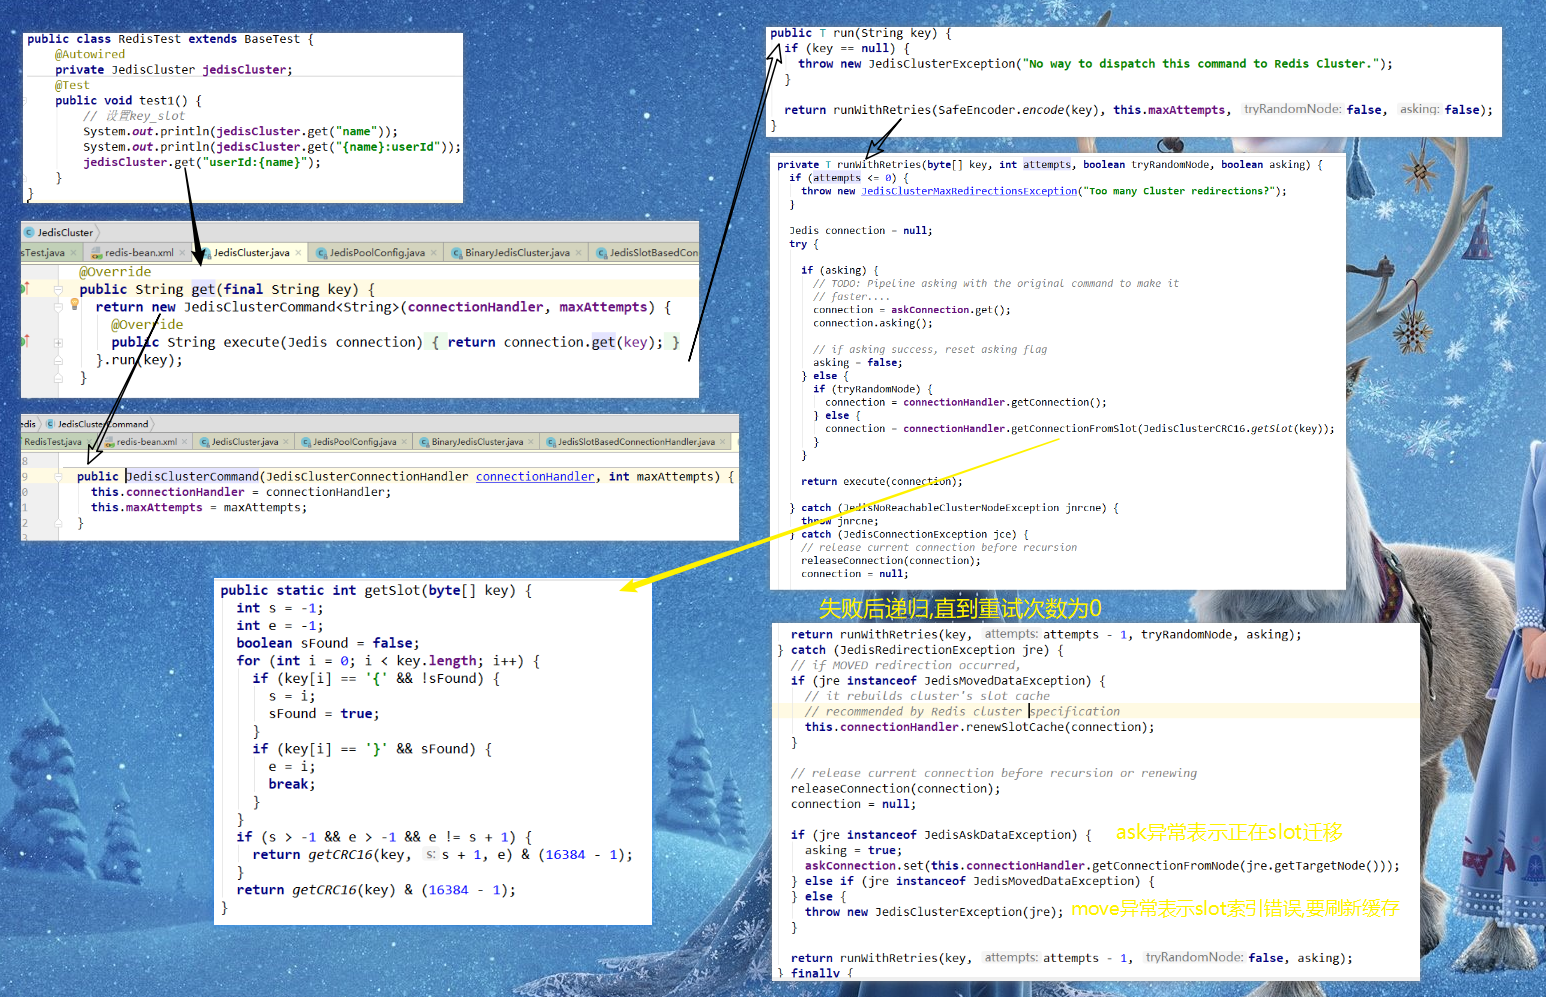 public class RedisTest extends BaseTest {
@Autowired
private JedisCluster jedisCluster;
@Test
public void test1() {
// 设置key_slot
System.out.println(jedisCluster.get("name"));
System.out.println(jedisCluster.get("{name}:userId"));
jedisCluster.get("userId:{name}");
}
}
JedisCluster
sTest.java × redis-bean.xml × JedisCluster.java × JedisPoolConfig.java × BinaryJedisCluster.java × JedisSlotBasedCon
@Override
public String get(final String key) {
return new JedisClusterCommand<String>(connectionHandler, maxAttempts) {
@Override
public String execute(Jedis connection) { return connection.get(key); }
}.run(key);
}
edis JedisClusterCommand
RedisTest.java × redis-bean.xml × JedisCluster.java × JedisPoolConfig.java × BinaryJedisCluster.java × JedisSlotBasedConnectionHandler.java ×
8
9 public JedisClusterCommand(JedisClusterConnectionHandler connectionHandler, int maxAttempts) {
0 this.connectionHandler = connectionHandler;
1 this.maxAttempts = maxAttempts;
2 }
3
public static int getSlot(byte[] key) {
int s = -1;
int e = -1;
boolean sFound = false;
for (int i = 0; i < key.length; i++) {
if (key[i] == '{' && !sFound) {
s = i;
sFound = true;
}
if (key[i] == '}' && sFound) {
e = i;
break;
}
}
if (s > -1 && e > -1 && e != s + 1) {
return getCRC16(key, s: s + 1, e) & (16384 - 1);
}
return getCRC16(key) & (16384 - 1);
}
public T run(String key) {
if (key == null) {
throw new JedisClusterException("No way to dispatch this command to Redis Cluster.");
}
return runWithRetries(SafeEncoder.encode(key), this.maxAttempts, tryRandomNode: false, asking: false);
}
private T runWithRetries(byte[] key, int attempts, boolean tryRandomNode, boolean asking) {
if (attempts <= 0) {
throw new JedisClusterMaxRedirectionsException("Too many Cluster redirections?");
}
Jedis connection = null;
try {
if (asking) {
// TODO: Pipeline asking with the original command to make it
// faster....
connection = askConnection.get();
connection.asking();
// if asking success, reset asking flag
asking = false;
} else {
if (tryRandomNode) {
connection = connectionHandler.getConnection();
} else {
connection = connectionHandler.getConnectionFromSlot(JedisClusterCRC16.getSlot(key));
}
}
return execute(connection);
} catch (JedisNoReachableClusterNodeException jnrcne) {
throw jnrcne;
} catch (JedisConnectionException jce) {
// release current connection before recursion
releaseConnection(connection);
connection = null;
失败后递归,直到重试次数为0
return runWithRetries(key, attempts: attempts - 1, tryRandomNode, asking);
} catch (JedisRedirectionException jre) {
// if MOVED redirection occurred,
if (jre instanceof JedisMovedDataException) {
// it rebuilds cluster's slot cache
// recommended by Redis cluster specification
this.connectionHandler.renewSlotCache(connection);
}
// release current connection before recursion or renewing
releaseConnection(connection);
connection = null;
if (jre instanceof JedisAskDataException) { ask异常表示正在slot迁移
asking = true;
askConnection.set(this.connectionHandler.getConnectionFromNode(jre.getTargetNode()));
} else if (jre instanceof JedisMovedDataException) {
} else {
throw new JedisClusterException(jre); move异常表示slot索引错误,要刷新缓存
}
return runWithRetries(key, attempts: attempts - 1, tryRandomNode: false, asking);
} finally {